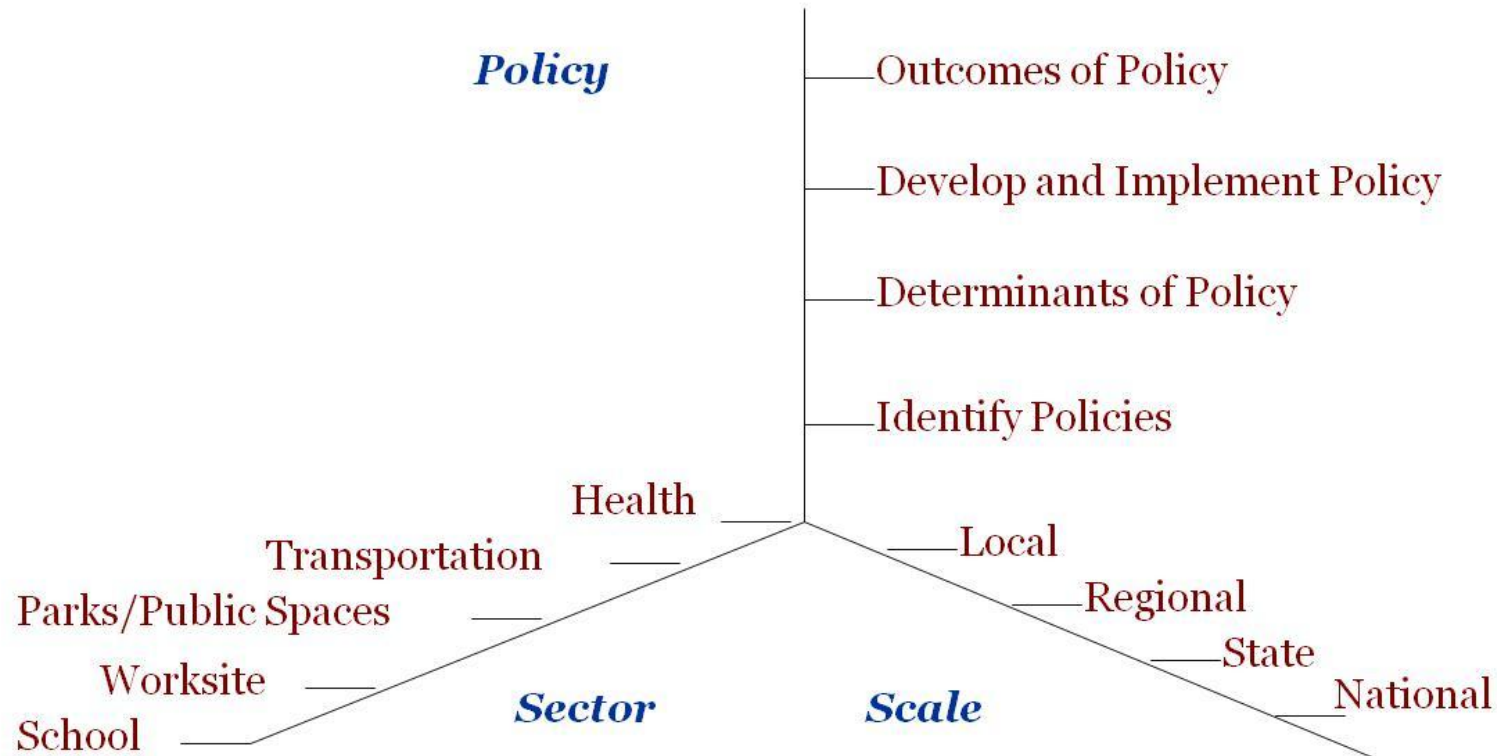 Policy
Outcomes of Policy
Develop and Implement Policy
Determinants of Policy
Identify Policies
Health
Transportation
Parks/Public Spaces
Worksite
School
Sector
Scale
Local
Regional
State
National